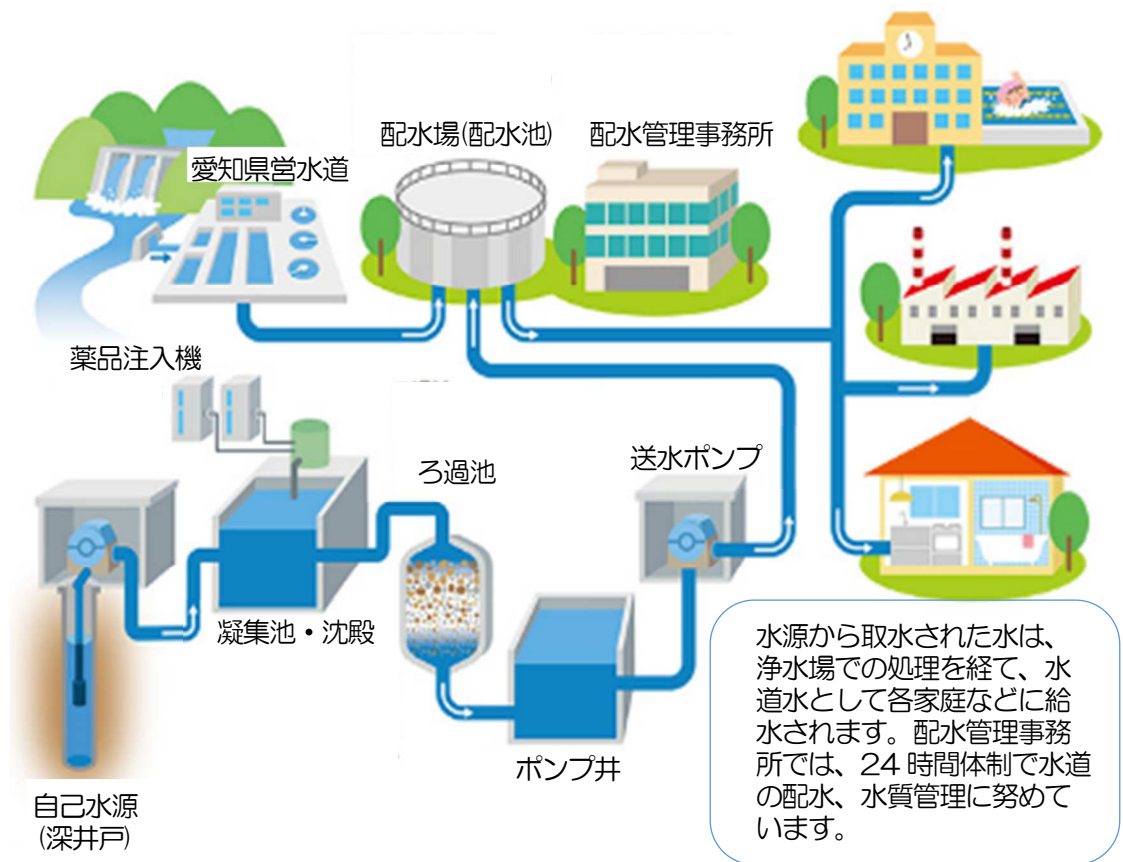 配水場(配水池)
配水管理事務所
愛知県営水道
薬品注入機
ろ過池
送水ポンプ
凝集池・沈殿
ポンプ井
自己水源
(深井戸)
水源から取水された水は、
浄水場での処理を経て、水
道水として各家庭などに給
水されます。配水管理事務
所では、24時間体制で水道
の配水、水質管理に努めて
います。